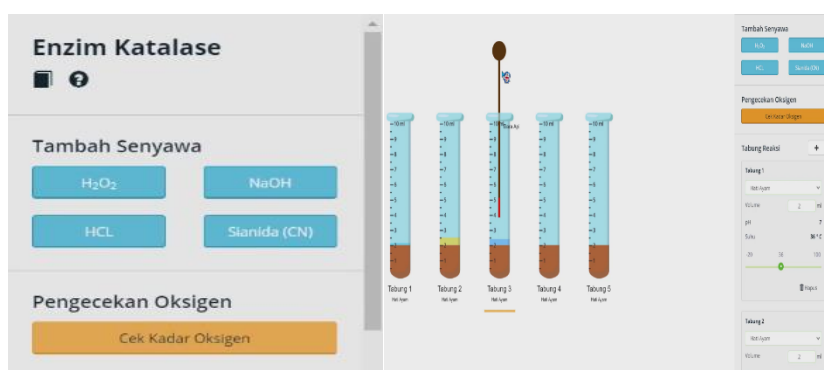 Enzim Katalase
Tambah Senyawa
H₂O₂ NaOH
HCL Sianida (CN)
Pengecekan Oksigen
Cek Kadar Oksigen
Tabung 1
Hati Ayam
Tabung 2
Hati Ayam
Tabung 3
Hati Ayam
Tabung 4
Hati Ayam
Tabung 5
Hati Ayam
Tambah Senyawa
H₂O₂ NaOH
HCL Sianida (CN)
Pengecekan Oksigen
Cek Kadar Oksigen
Tabung Reaksi +
Tabung 1
Hati Ayam
Volume 2 ml
pH 7
Suhu
100
Hapus
Tabung 2
Hati Ayam
Volume 2 ml